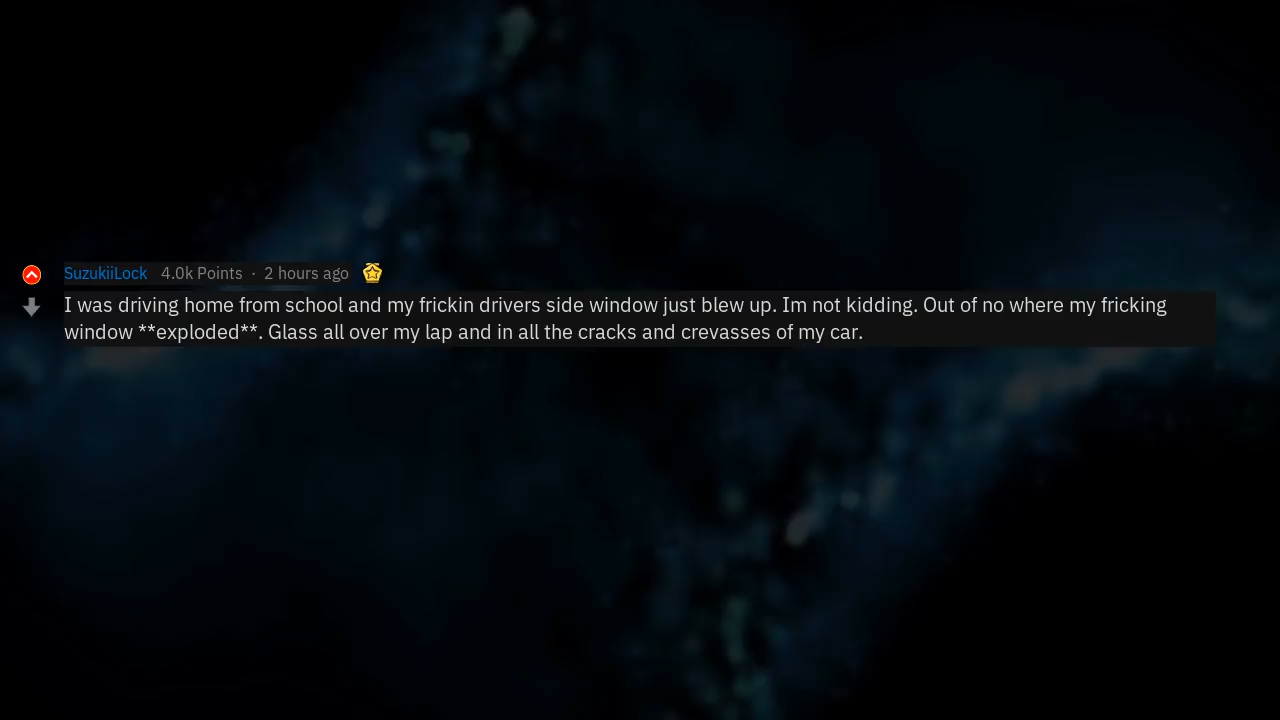 SuzukiiLock 4.0k Points · 2 hours ago
I was driving home from school and my frickin drivers side window just blew up. Im not kidding. Out of no where my fricking
window **exploded**. Glass all over my lap and in all the cracks and crevasses of my car.